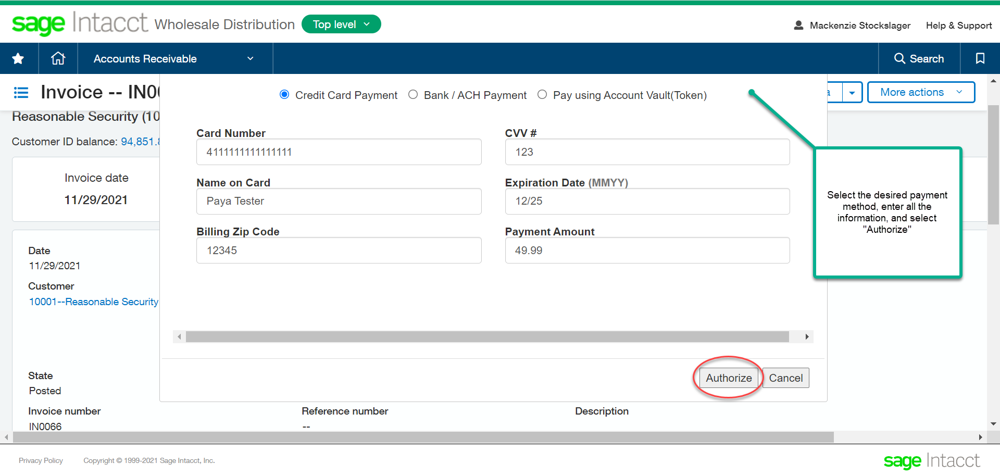 sage Intacct Wholesale Distribution Top level Mackenzie Stockslager Help & Support
Accounts Receivable Search
Invoice -- IN0
More actions
Credit Card Payment Bank / ACH Payment Pay using Account Vault(Token)
Reasonable Security (10
Customer ID balance: 94,851.8
Card Number CVV #
4111111111111111 123
Invoice date
11/29/2021
Name on Card Expiration Date (MMYY)
Paya Tester 12/25
Billing Zip Code Payment Amount
12345 49.99
Select the desired payment
method, enter all the
information, and select
"Authorize"
Date
11/29/2021
Customer
10001--Reasonable Security
Authorize Cancel
State
Posted
Invoice number Reference number Description
IN0066 --
Privacy Policy Copyright © 1999-2021 Sage Intacct, Inc. sage Intacct